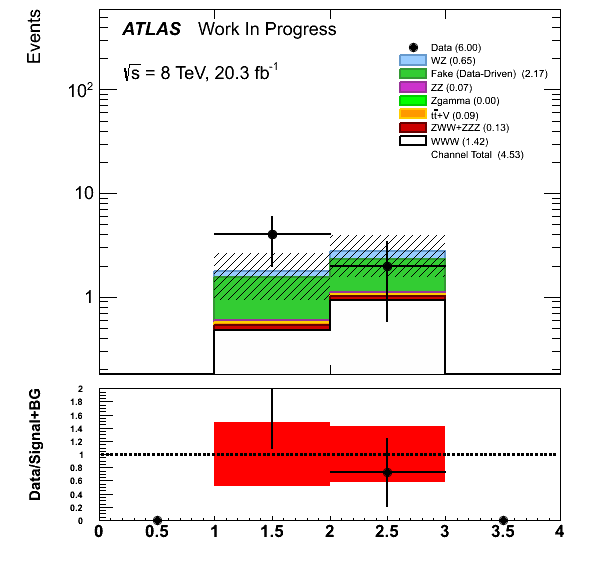 Events
ATLAS Work In Progress
√s = 8 TeV, 20.3 fb⁻¹
Data (6.00)
WZ (0.65)
Fake (Data-Driven) (2.17)
ZZ (0.07)
Zgamma (0.00)
tt̄+V (0.09)
ZWW+ZZZ (0.13)
WWW (1.42)
Channel Total (4.53)
10²
10
1
Data/Signal+BG
2
1.8
1.6
1.4
1.2
1
0.8
0.6
0.4
0.2
0
0 0.5 1 1.5 2 2.5 3 3.5 4